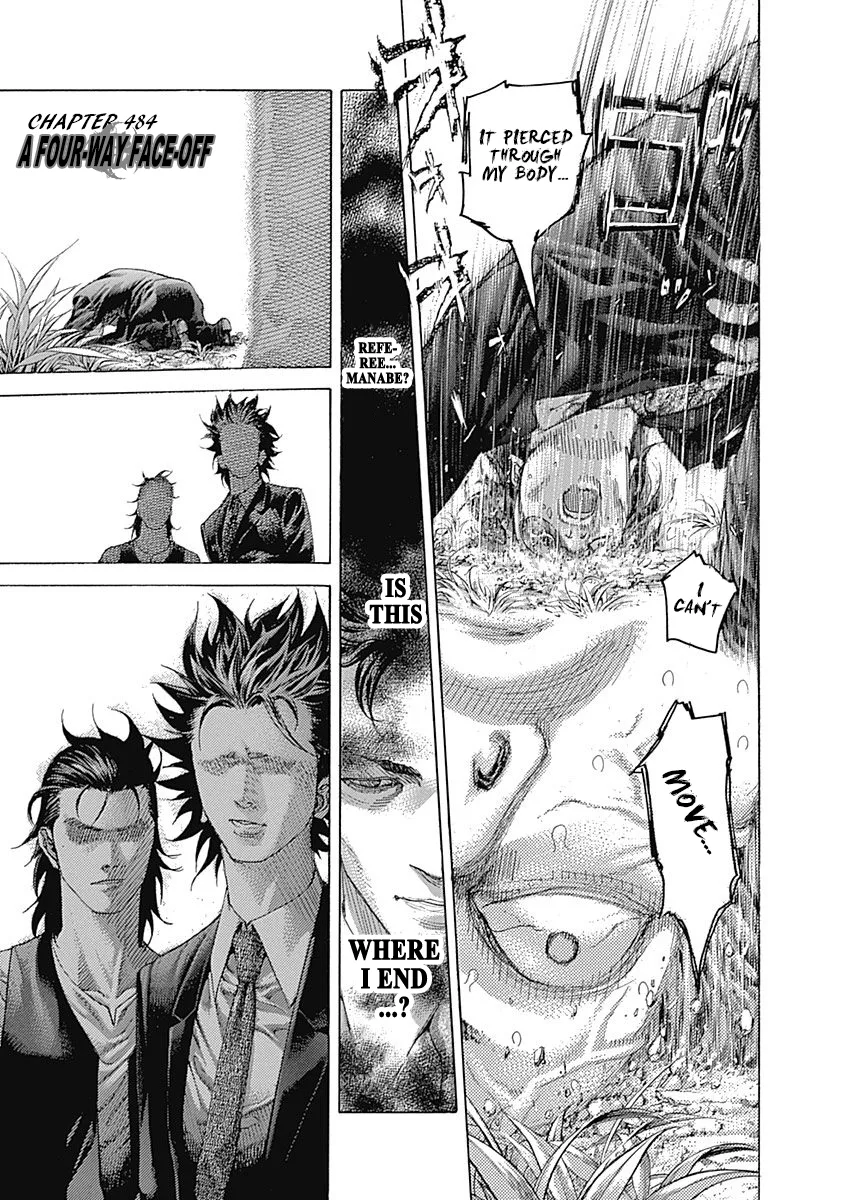 IT PIERCED
THROUGH
MY BODY...
I
CAN'T
MOVE...
REFE-
REE...
MANABE?
IS
THIS
WHERE
I END
...?
CHAPTER 484
A FOUR-WAY FACE-OFF